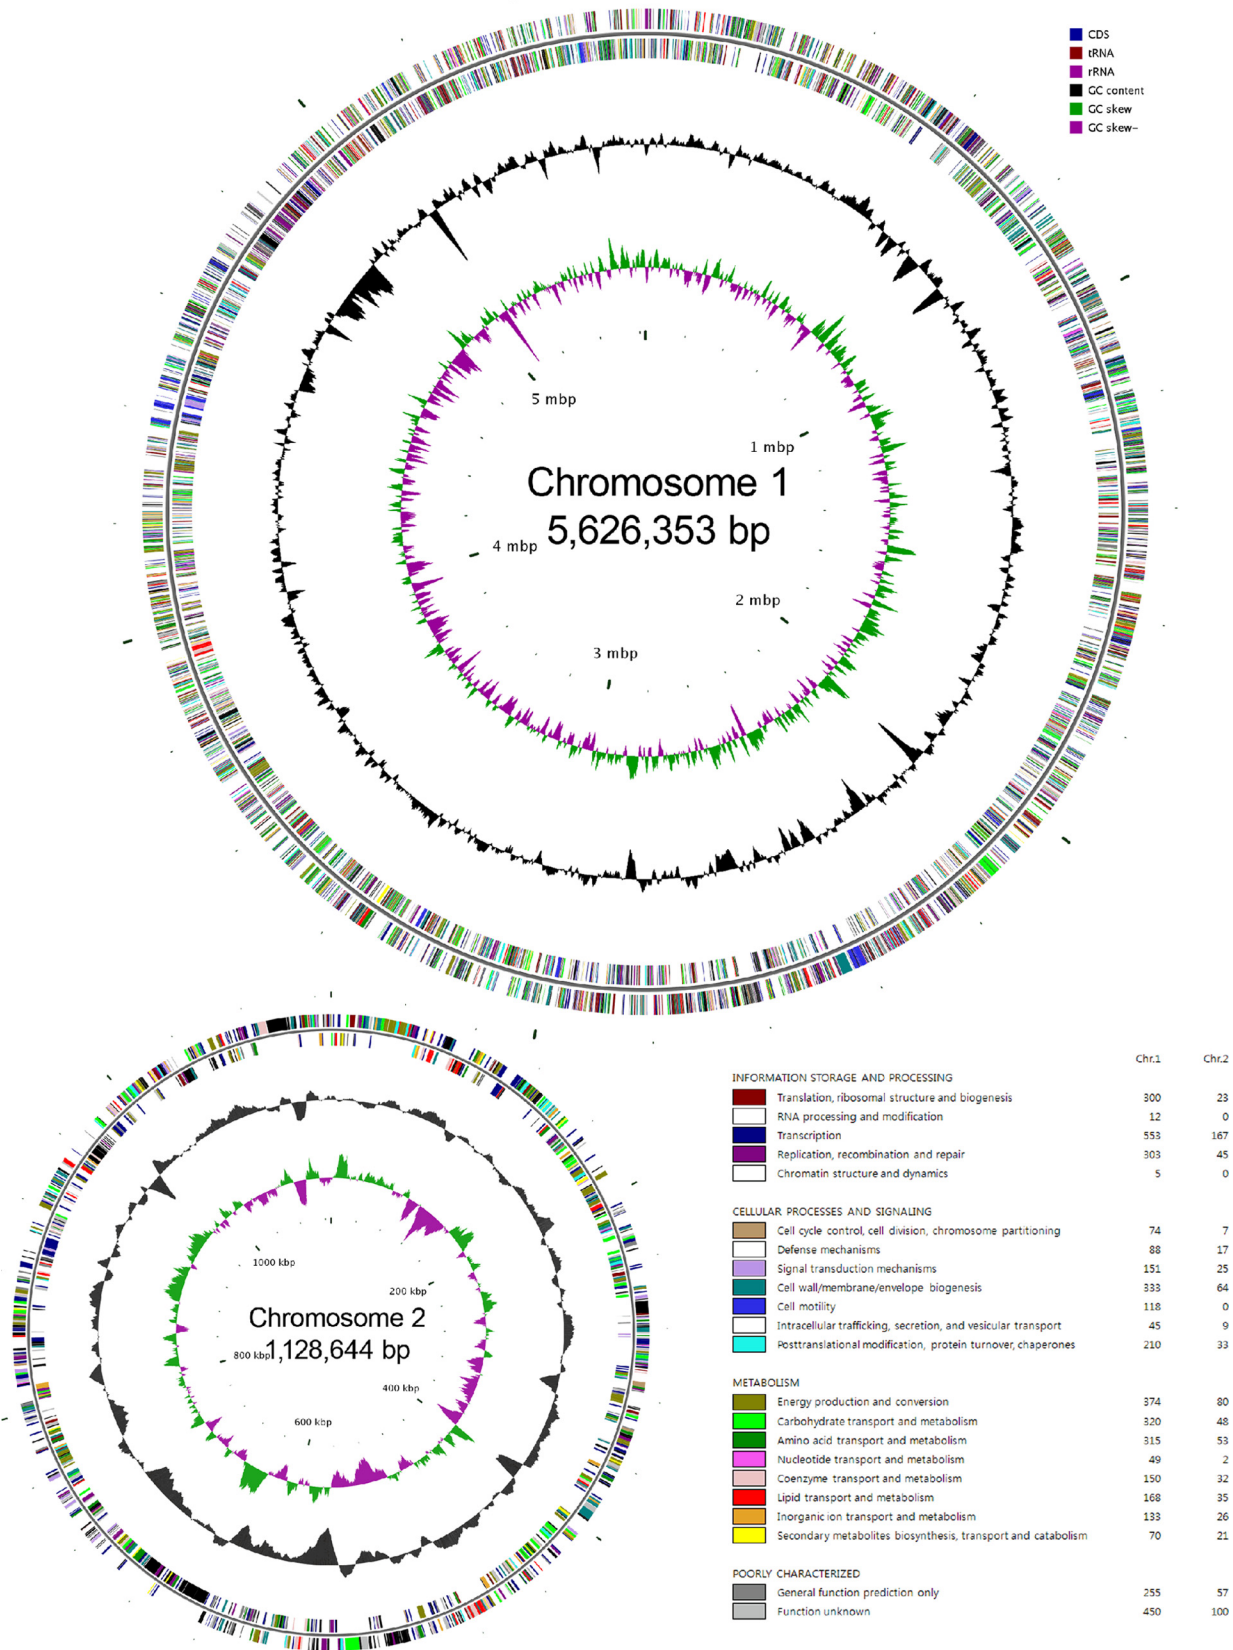 CDS
tRNA
rRNA
GC content
GC skew
GC skew-
5 mbp
1 mbp
Chromosome 1
5,626,353 bp
4 mbp
2 mbp
3 mbp
1000 kbp
200 kbp
Chromosome 2
800 kbp
1,128,644 bp
400 kbp
600 kbp
Chr.1 Chr.2
INFORMATION STORAGE AND PROCESSING
Translation, ribosomal structure and biogenesis 300 23
RNA processing and modification 12 0
Transcription 553 167
Replication, recombination and repair 303 45
Chromatin structure and dynamics 5 0
CELLULAR PROCESSES AND SIGNALING
Cell cycle control, cell division, chromosome partitioning 74 7
Defense mechanisms 88 17
Signal transduction mechanisms 151 25
Cell wall/membrane/envelope biogenesis 333 64
Cell motility 118 0
Intracellular trafficking, secretion, and vesicular transport 45 9
Posttranslational modification, protein turnover, chaperones 210 33
METABOLISM
Energy production and conversion 374 80
Carbohydrate transport and metabolism 320 48
Amino acid transport and metabolism 315 53
Nucleotide transport and metabolism 49 2
Coenzyme transport and metabolism 150 32
Lipid transport and metabolism 168 35
Inorganic ion transport and metabolism 133 26
Secondary metabolites biosynthesis, transport and catabolism 70 21
POORLY CHARACTERIZED
General function prediction only 255 57
Function unknown 450 100